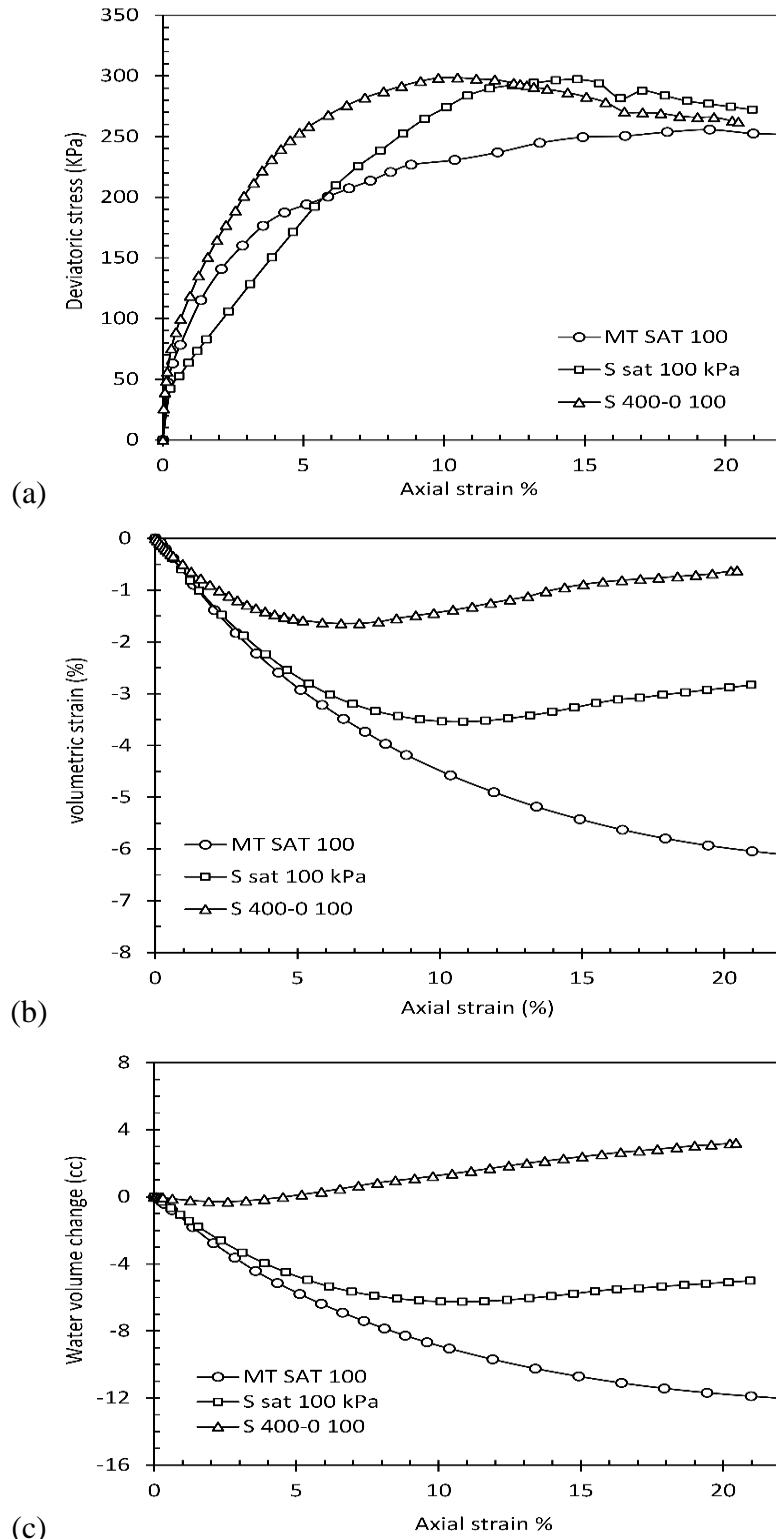 350
300
250
200
150
100
50
0
Deviatoric stress (KPa)
MT SAT 100
S sat 100 kPa
S 400-0 100
0 5 10 15 20
Axial strain %
(a)
0
-1
-2
-3
-4
-5
-6
-7
-8
volumetric strain (%)
MT SAT 100
S sat 100 kPa
S 400-0 100
0 5 10 15 20
Axial strain (%)
(b)
8
4
0
-4
-8
-12
-16
Water volume change (cc)
MT SAT 100
S sat 100 kPa
S 400-0 100
0 5 10 15 20
Axial strain %
(c)